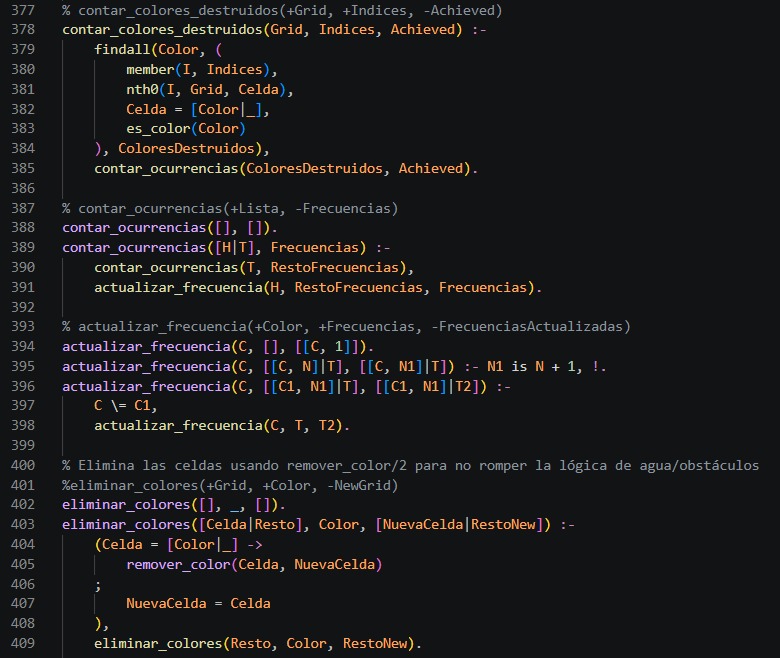 377 % contar_colores_destruidos(+Grid, +Indices, -Achieved)
378 contar_colores_destruidos(Grid, Indices, Achieved) :-
379     findall(Color, (
380         member(I, Indices),
381         nth0(I, Grid, Celda),
382         Celda = [Color|_],
383         es_color(Color)
384     ), ColoresDestruidos),
385     contar_ocurrencias(ColoresDestruidos, Achieved).
386
387 % contar_ocurrencias(+Lista, -Frecuencias)
388 contar_ocurrencias([], []).
389 contar_ocurrencias([H|T], Frecuencias) :-
390     contar_ocurrencias(T, RestoFrecuencias),
391     actualizar_frecuencia(H, RestoFrecuencias, Frecuencias).
392
393 % actualizar_frecuencia(+Color, +Frecuencias, -FrecuenciasActualizadas)
394 actualizar_frecuencia(C, [], [[C, 1]]).
395 actualizar_frecuencia(C, [[C, N]|T], [[C, N1]|T]) :- N1 is N + 1, !.
396 actualizar_frecuencia(C, [[C1, N1]|T], [[C1, N1]|T2]) :-
397     C \= C1,
398     actualizar_frecuencia(C, T, T2).
399
400 % Elimina las celdas usando remover_color/2 para no romper la lógica de agua/obstáculos
401 %eliminar_colores(+Grid, +Color, -NewGrid)
402 eliminar_colores([], _, []).
403 eliminar_colores([Celda|Resto], Color, [NuevaCelda|RestoNew]) :-
404     (Celda = [Color|_] ->
405         remover_color(Celda, NuevaCelda)
406     ;
407         NuevaCelda = Celda
408     ),
409     eliminar_colores(Resto, Color, RestoNew).